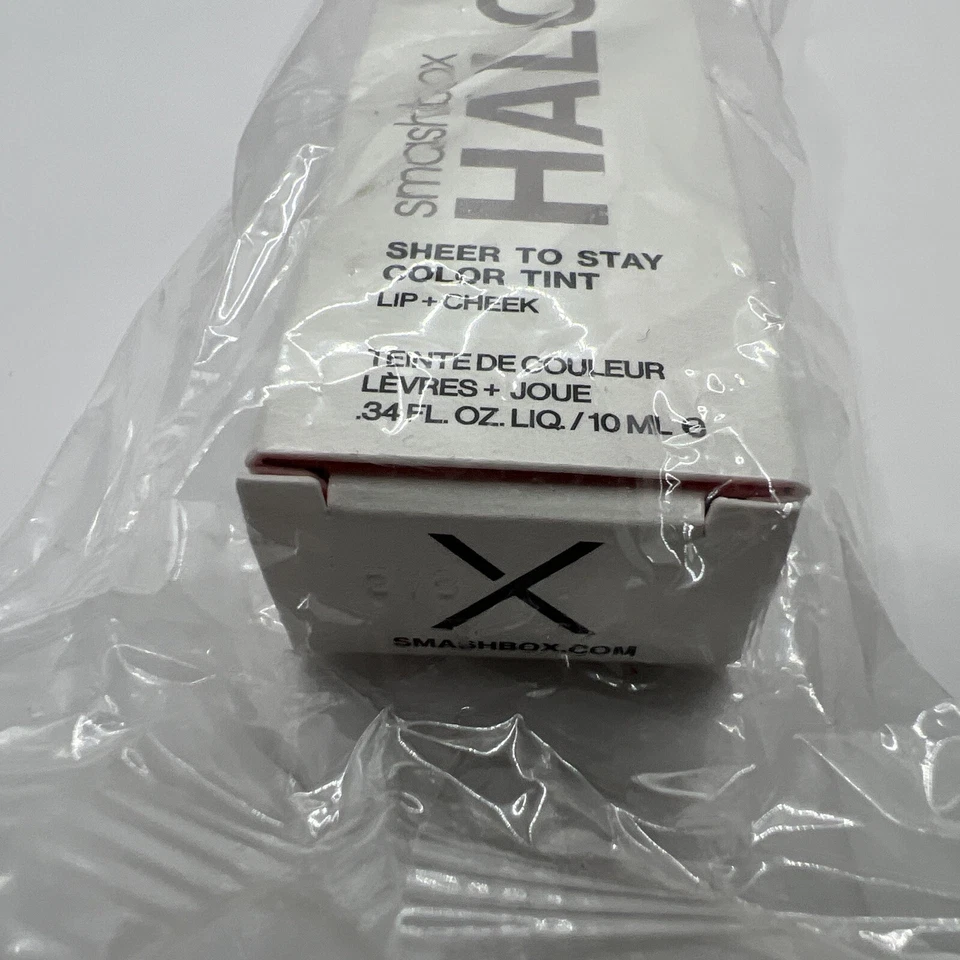 smashbox
HALO
SHEER TO STAY
COLOR TINT
LIP + CHEEK
TEINTE DE COULEUR
LÈVRES + JOUE
.34 FL. OZ. LIQ. / 10 ML ℮
X
SMASHBOX.COM